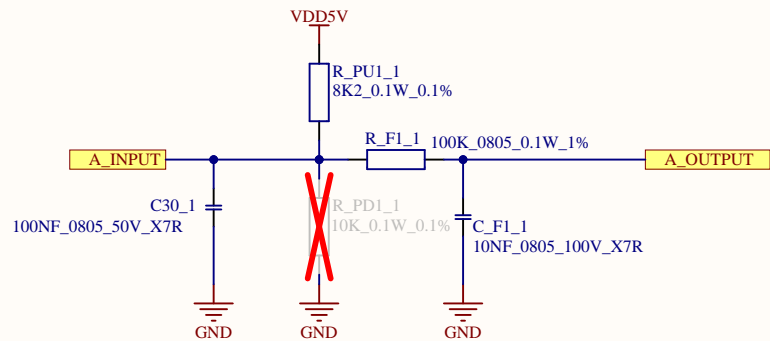 VDD5V
R_PU1_1
8K2_0.1W_0.1%
R_F1_1
100K_0805_0.1W_1%
A_INPUT
A_OUTPUT
C30_1
100NF_0805_50V_X7R
R_PD1_1
10K_0.1W_0.1%
C_F1_1
10NF_0805_100V_X7R
GND
GND
GND